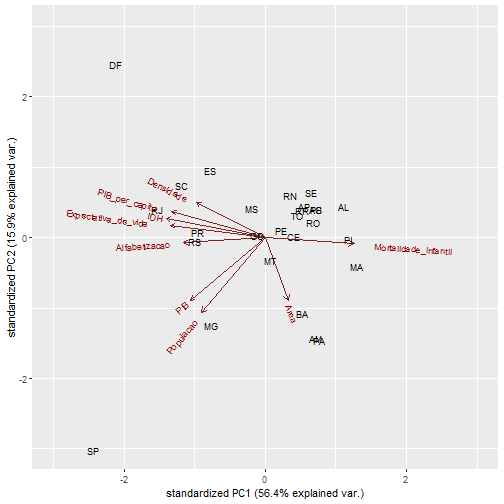 DF
2
ES
SC
Densidade
PIB_per_capita
SE
FE
RJ
MS
AL
TO
Expectativa_de_vida
IDH
RO
PR
PE
0
RS
GO
CE
PI
Alfabetizacao
Mortalidade_Infantil
MT
MA
PIB
Area
BA
MG
Populacao
AM
PA
-2
SP
-2
0
2
standardized PC1 (56.4% explained var.)
standardized PC2 (15.9% explained var.)